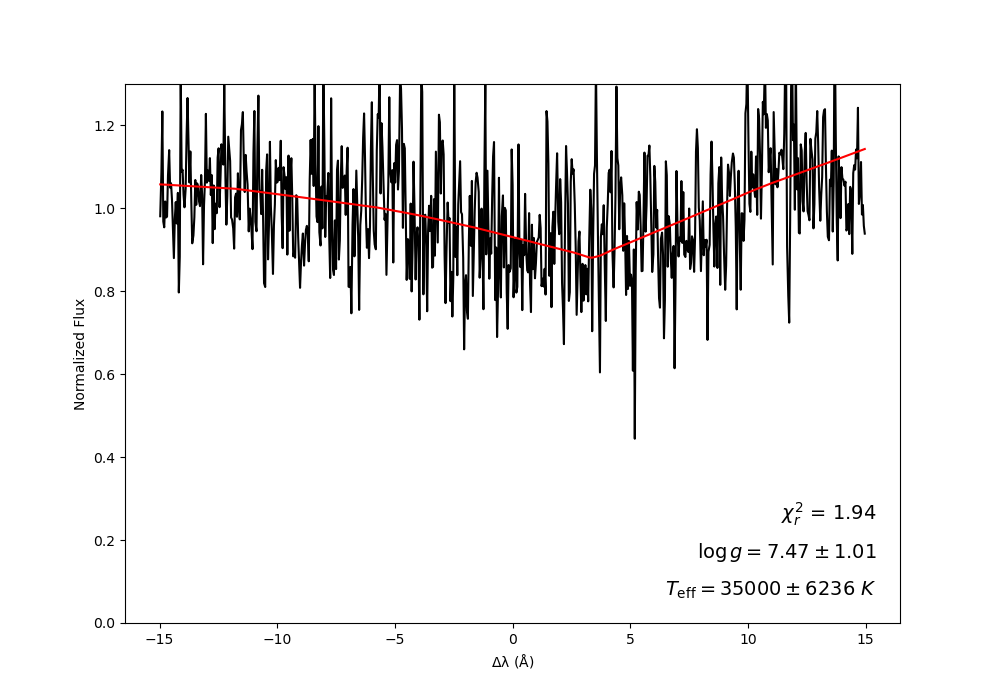 1.2
1.0
0.8
0.6
0.4
0.2
0.0
Normalized Flux
χ²ᵣ = 1.94
log g = 7.47 ± 1.01
T_eff = 35000 ± 6236 K
−15 −10 −5 0 5 10 15
Δλ (Å)